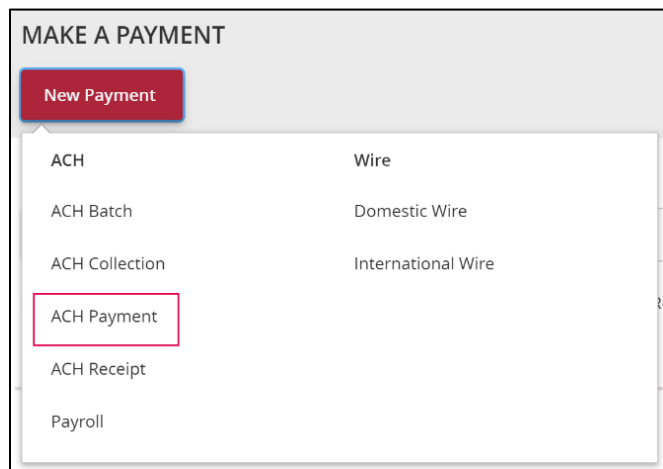 MAKE A PAYMENT
New Payment
ACH
Wire
ACH Batch
Domestic Wire
ACH Collection
International Wire
ACH Payment
ACH Receipt
Payroll